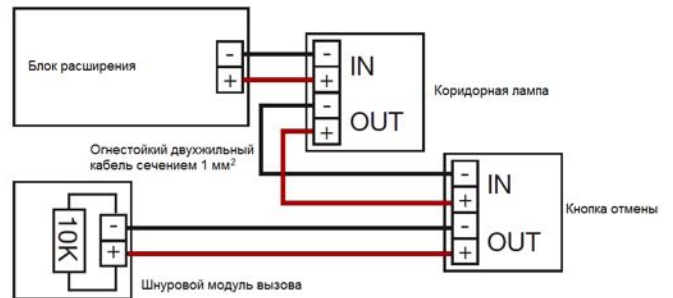 Блок расширения
-
+
-
+
-
+
IN
OUT
Коридорная лампа
Огнестойкий двухжильный
кабель сечением 1 мм²
-
+
-
+
IN
OUT
Кнопка отмены
10K
-
+
Шнуровой модуль вызова